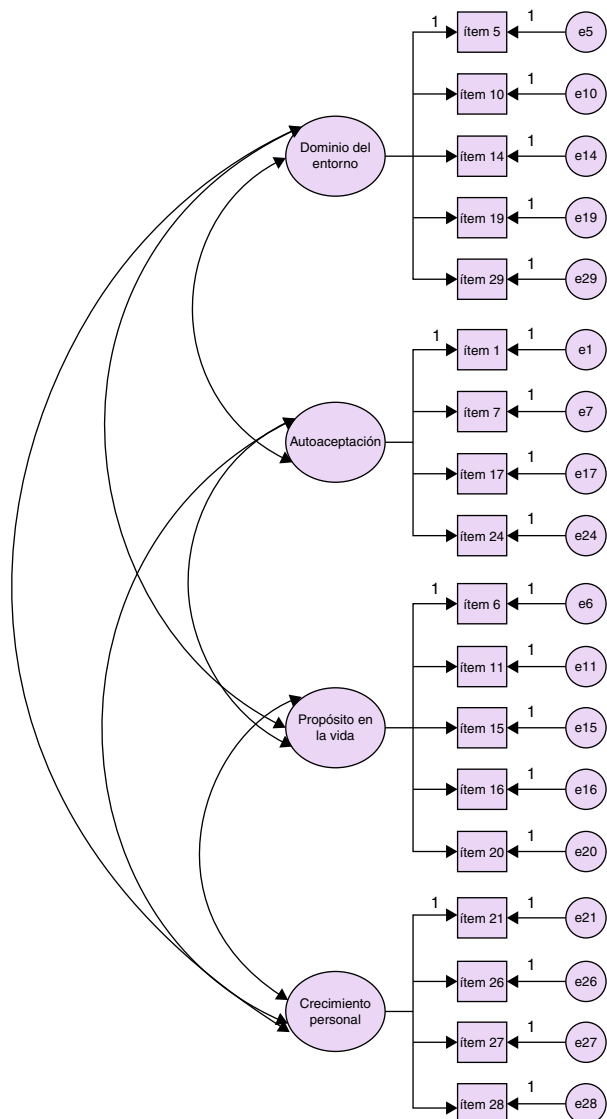 1 ítem 5 1 e5
ítem 10 1 e10
Dominio del
entorno
ítem 14 1 e14
ítem 19 1 e19
ítem 29 1 e29
1 ítem 1 1 e1
ítem 7 1 e7
Autoaceptación
ítem 17 1 e17
ítem 24 1 e24
1 ítem 6 1 e6
ítem 11 1 e11
Propósito en
la vida
ítem 15 1 e15
ítem 16 1 e16
ítem 20 1 e20
1 ítem 21 1 e21
ítem 26 1 e26
Crecimiento
personal
ítem 27 1 e27
ítem 28 1 e28